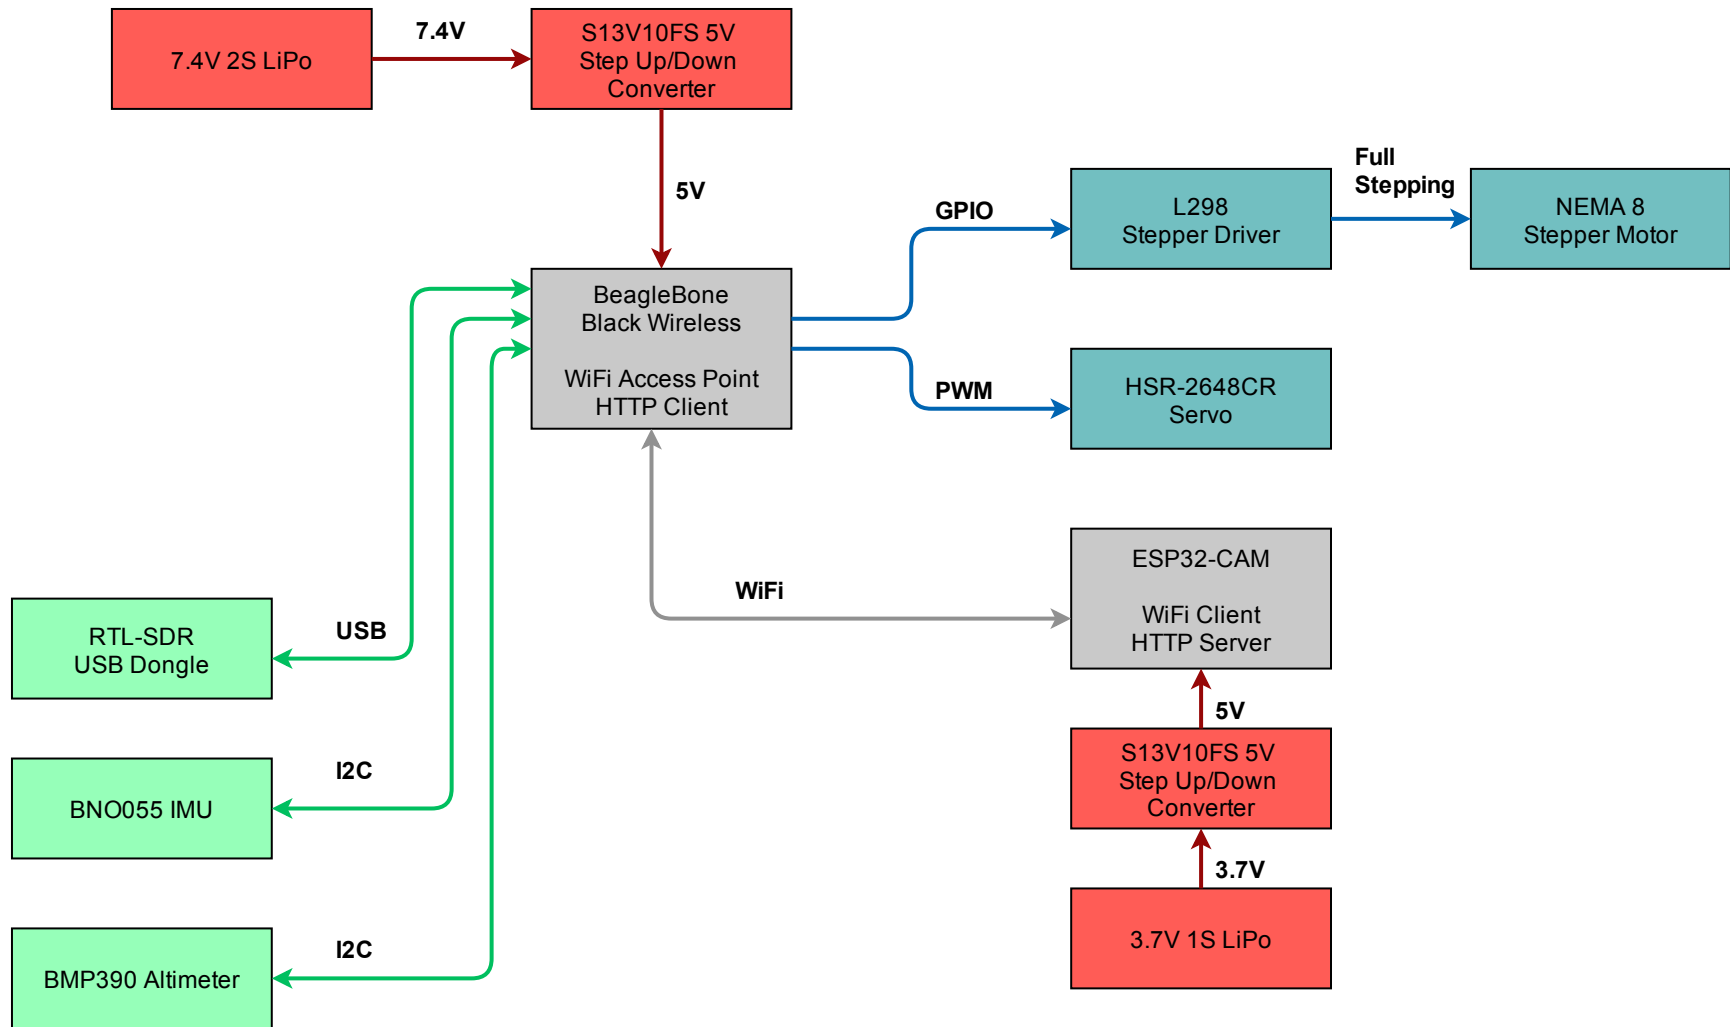 7.4V 2S LiPo
7.4V
S13V10FS 5V
Step Up/Down
Converter
5V
BeagleBone
Black Wireless
WiFi Access Point
HTTP Client
GPIO
L298
Stepper Driver
Full
Stepping
NEMA 8
Stepper Motor
PWM
HSR-2648CR
Servo
WiFi
ESP32-CAM
WiFi Client
HTTP Server
5V
S13V10FS 5V
Step Up/Down
Converter
3.7V
3.7V 1S LiPo
RTL-SDR
USB Dongle
USB
BNO055 IMU
I2C
BMP390 Altimeter
I2C